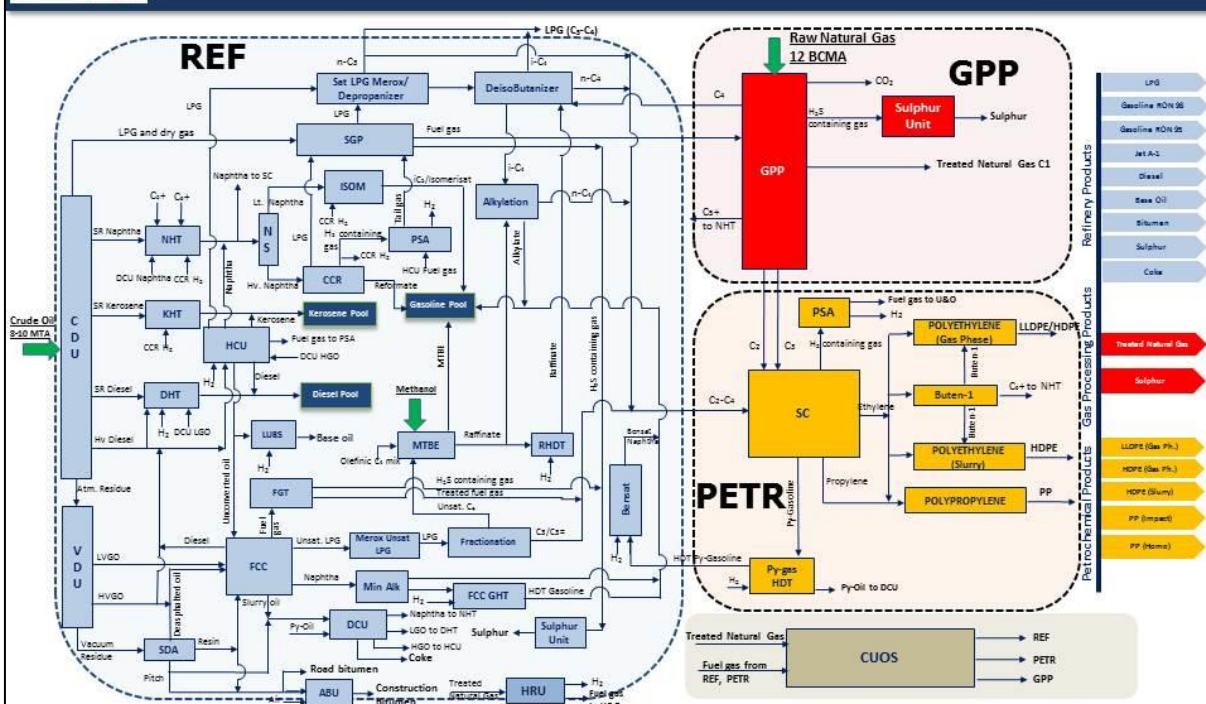 REF
LPG (C₃-C₄)
n-C₃
i-C₄
Sat LPG Merox/
Depropanizer
DeisoButanizer
n-C₄
LPG
LPG
LPG and dry gas
SGP
Fuel gas
Naphtha to SC
Lt. Naphtha
ISOM
iC₅/Isomerisat
Tail gas
i-C₄
n-C₄
Alkylation
SR Naphtha
NHT
N
S
CCR H₂
H₂ containing
gas
H₂
PSA
LPG
CCR H₂
HCU Fuel gas
Alkylate
DCU Naphtha
CCR H₂
Naphtha
Hv. Naphtha
CCR
Reformate
SR Kerosene
KHT
Kerosene
Kerosene Pool
Gasoline Pool
Crude Oil
8-10 MTA
C
D
U
CCR H₂
HCU
Fuel gas to PSA
DCU HGO
H₂
Diesel
MTBE
Raffinate
H₂S containing gas
SR Diesel
DHT
Diesel Pool
Methanol
H₂
DCU LGO
Hv Diesel
LUBS
Base oil
H₂
MTBE
Raffinate
RHDT
H₂
Atm. Residue
Unconverted oil
FGT
H₂S containing gas
Treated fuel gas
Unsat. C₄
Bensat
Naphtha
V
D
U
Diesel
Fuel
gas
LVGO
FCC
Unsat. LPG
Merox Unsat
LPG
LPG
Fractionation
C₃/C₃=
H₂
HVGO
Deasphalted oil
Naphtha
Min Alk
H₂
FCC GHT
HDT Gasoline
Slurry oil
Py-Oil
DCU
Naphtha to NHT
LGO to DHT
HGO to HCU
Coke
Sulphur
Sulphur
Unit
Vacuum
Residue
SDA
Resin
Pitch
Road bitumen
ABU
Construction
bitumen
Treated
Natural Gas
HRU
H₂
Fuel gas
GPP
Raw Natural Gas
12 BCMA
C₄
CO₂
H₂S
containing gas
Sulphur
Unit
Sulphur
GPP
Treated Natural Gas C1
C₅+
to NHT
C₂
C₃
PETR
PSA
Fuel gas to U&O
H₂
H₂ containing
gas
C₂-C₄
SC
Ethylene
POLYETHYLENE
(Gas Phase)
LLDPE/HDPE
Buten-1
Buten-1
Buten-1
POLYETHYLENE
(Slurry)
HDPE
Propylene
POLYPROPYLENE
PP
Py-Gasoline
HDT Py-Gasoline
H₂
Py-gas
HDT
Py-Oil to DCU
Treated Natural Gas
Fuel gas from
REF, PETR
CUOS
REF
PETR
GPP
Refinery Products
LPG
Gasoline RON 95
Jet A-1
Diesel
Base Oil
Bitumen
Sulphur
Coke
Gas Processing Products
Treated Natural Gas
Sulphur
Petrochemical Products
LLDPE (Gas Ph.)
HDPE (Gas Ph.)
HDPE (Slurry)
PP (Impact)
PP (Homo)